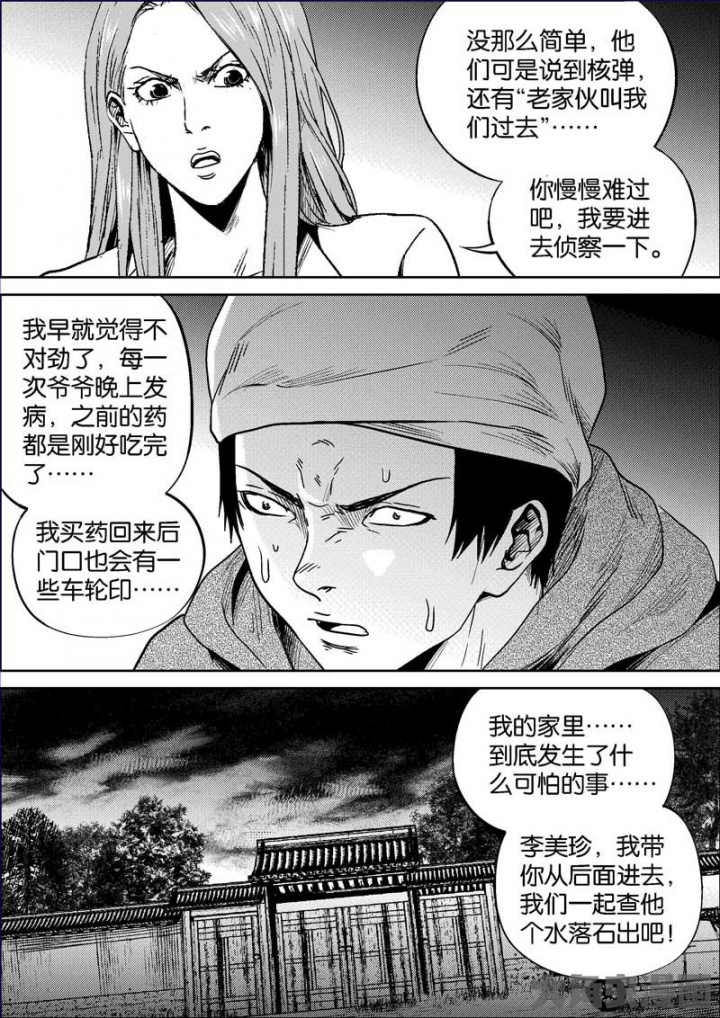 没那么简单，他
们可是说到核弹，
还有“老家伙叫我
们过去”……
你慢慢难过
吧，我要进
去侦察一下。
我早就觉得不
对劲了，每一
次爷爷晚上发
病，之前的药
都是刚好吃完
了……
我买药回来后
门口也会有一
些车轮印……
我的家里……
到底发生了什
么可怕的事……
李美珍，我带
你从后面进去，
我们一起查他
个水落石出吧！